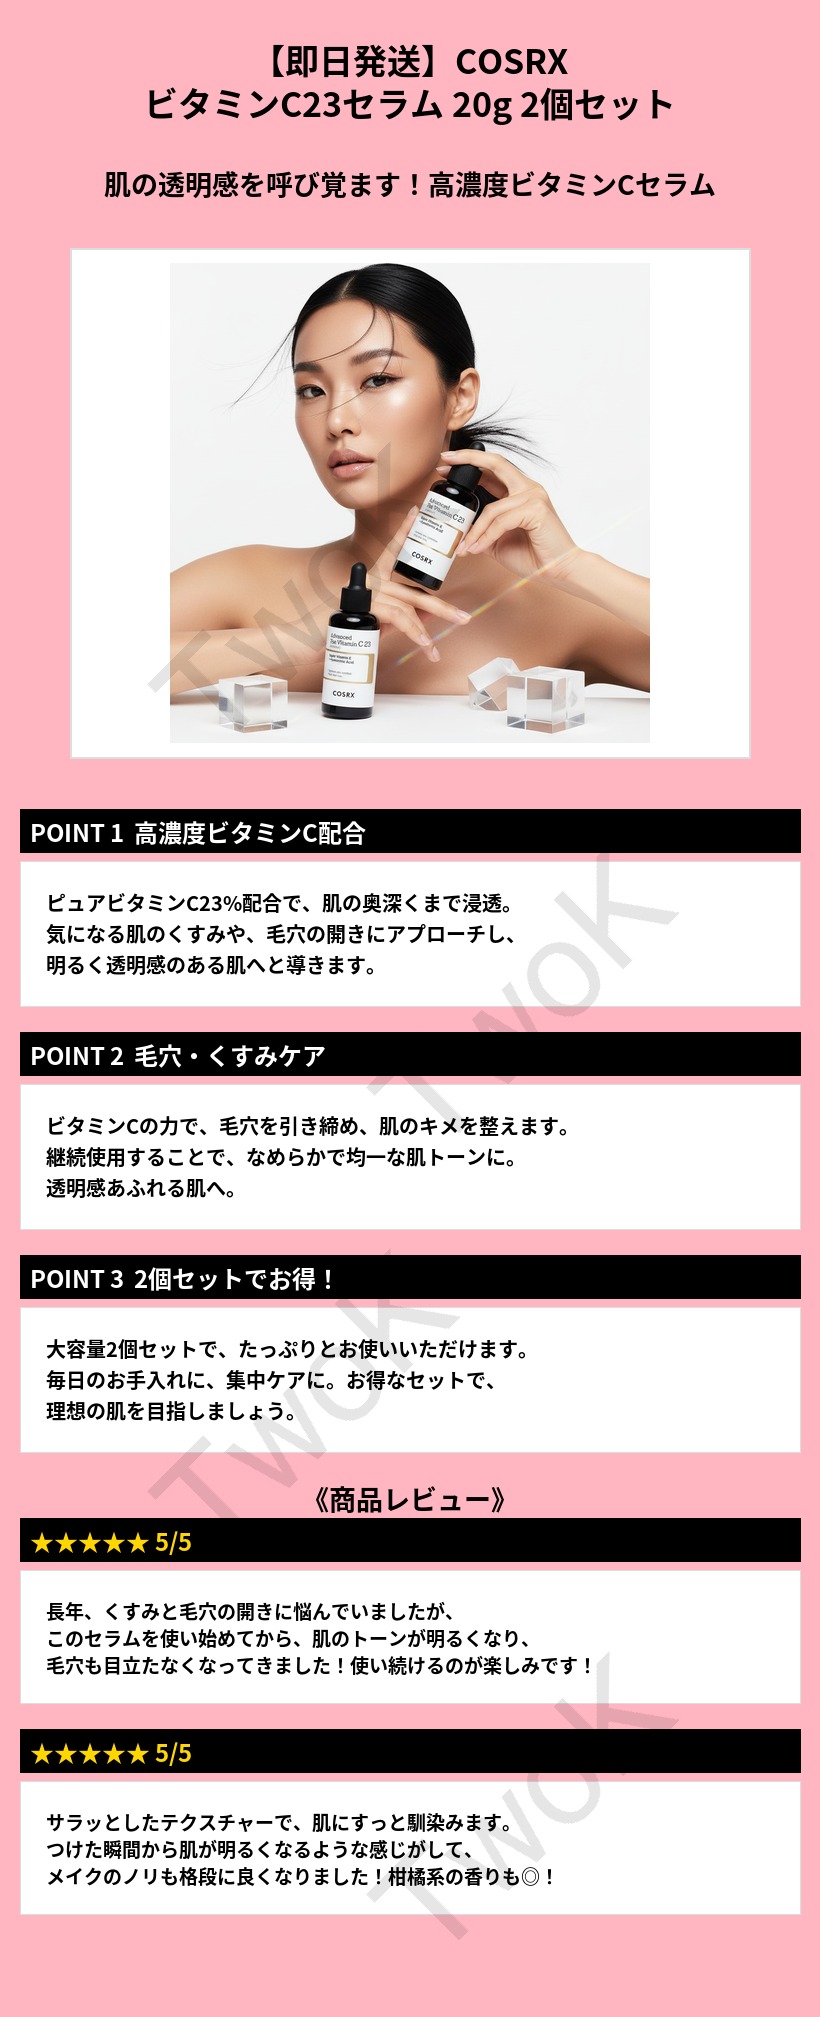 【即日発送】COSRX
ビタミンC23セラム 20g 2個セット
肌の透明感を呼び覚ます！高濃度ビタミンCセラム
Advanced
The Vitamin C 23
COSRX
Advanced
The Vitamin C 23
COSRX
TwoK
POINT 1 高濃度ビタミンC配合
ピュアビタミンC23%配合で、肌の奥深くまで浸透。
気になる肌のくすみや、毛穴の開きにアプローチし、
明るく透明感のある肌へと導きます。
TwoK
POINT 2 毛穴・くすみケア
ビタミンCの力で、毛穴を引き締め、肌のキメを整えます。
継続使用することで、なめらかで均一な肌トーンに。
透明感あふれる肌へ。
POINT 3 2個セットでお得！
大容量2個セットで、たっぷりとお使いいただけます。
毎日のお手入れに、集中ケアに。お得なセットで、
理想の肌を目指しましょう。
TwoK
《商品レビュー》
★★★★★ 5/5
長年、くすみと毛穴の開きに悩んでいましたが、
このセラムを使い始めてから、肌のトーンが明るくなり、
毛穴も目立たなくなってきました！使い続けるのが楽しみです！
★★★★★ 5/5
サラッとしたテクスチャーで、肌にすっと馴染みます。
つけた瞬間から肌が明るくなるような感じがして、
メイクのノリも格段に良くなりました！柑橘系の香りも◎！
TwoK